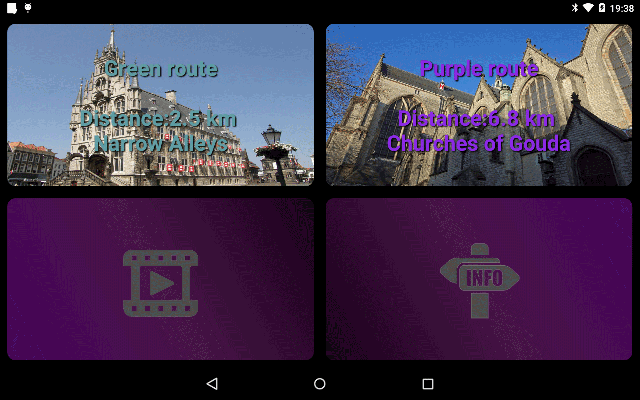 19:38
Green route
Distance:2.5 km
Narrow Alleys
Purple route
Distance:6.8 km
Churches of Gouda
INFO